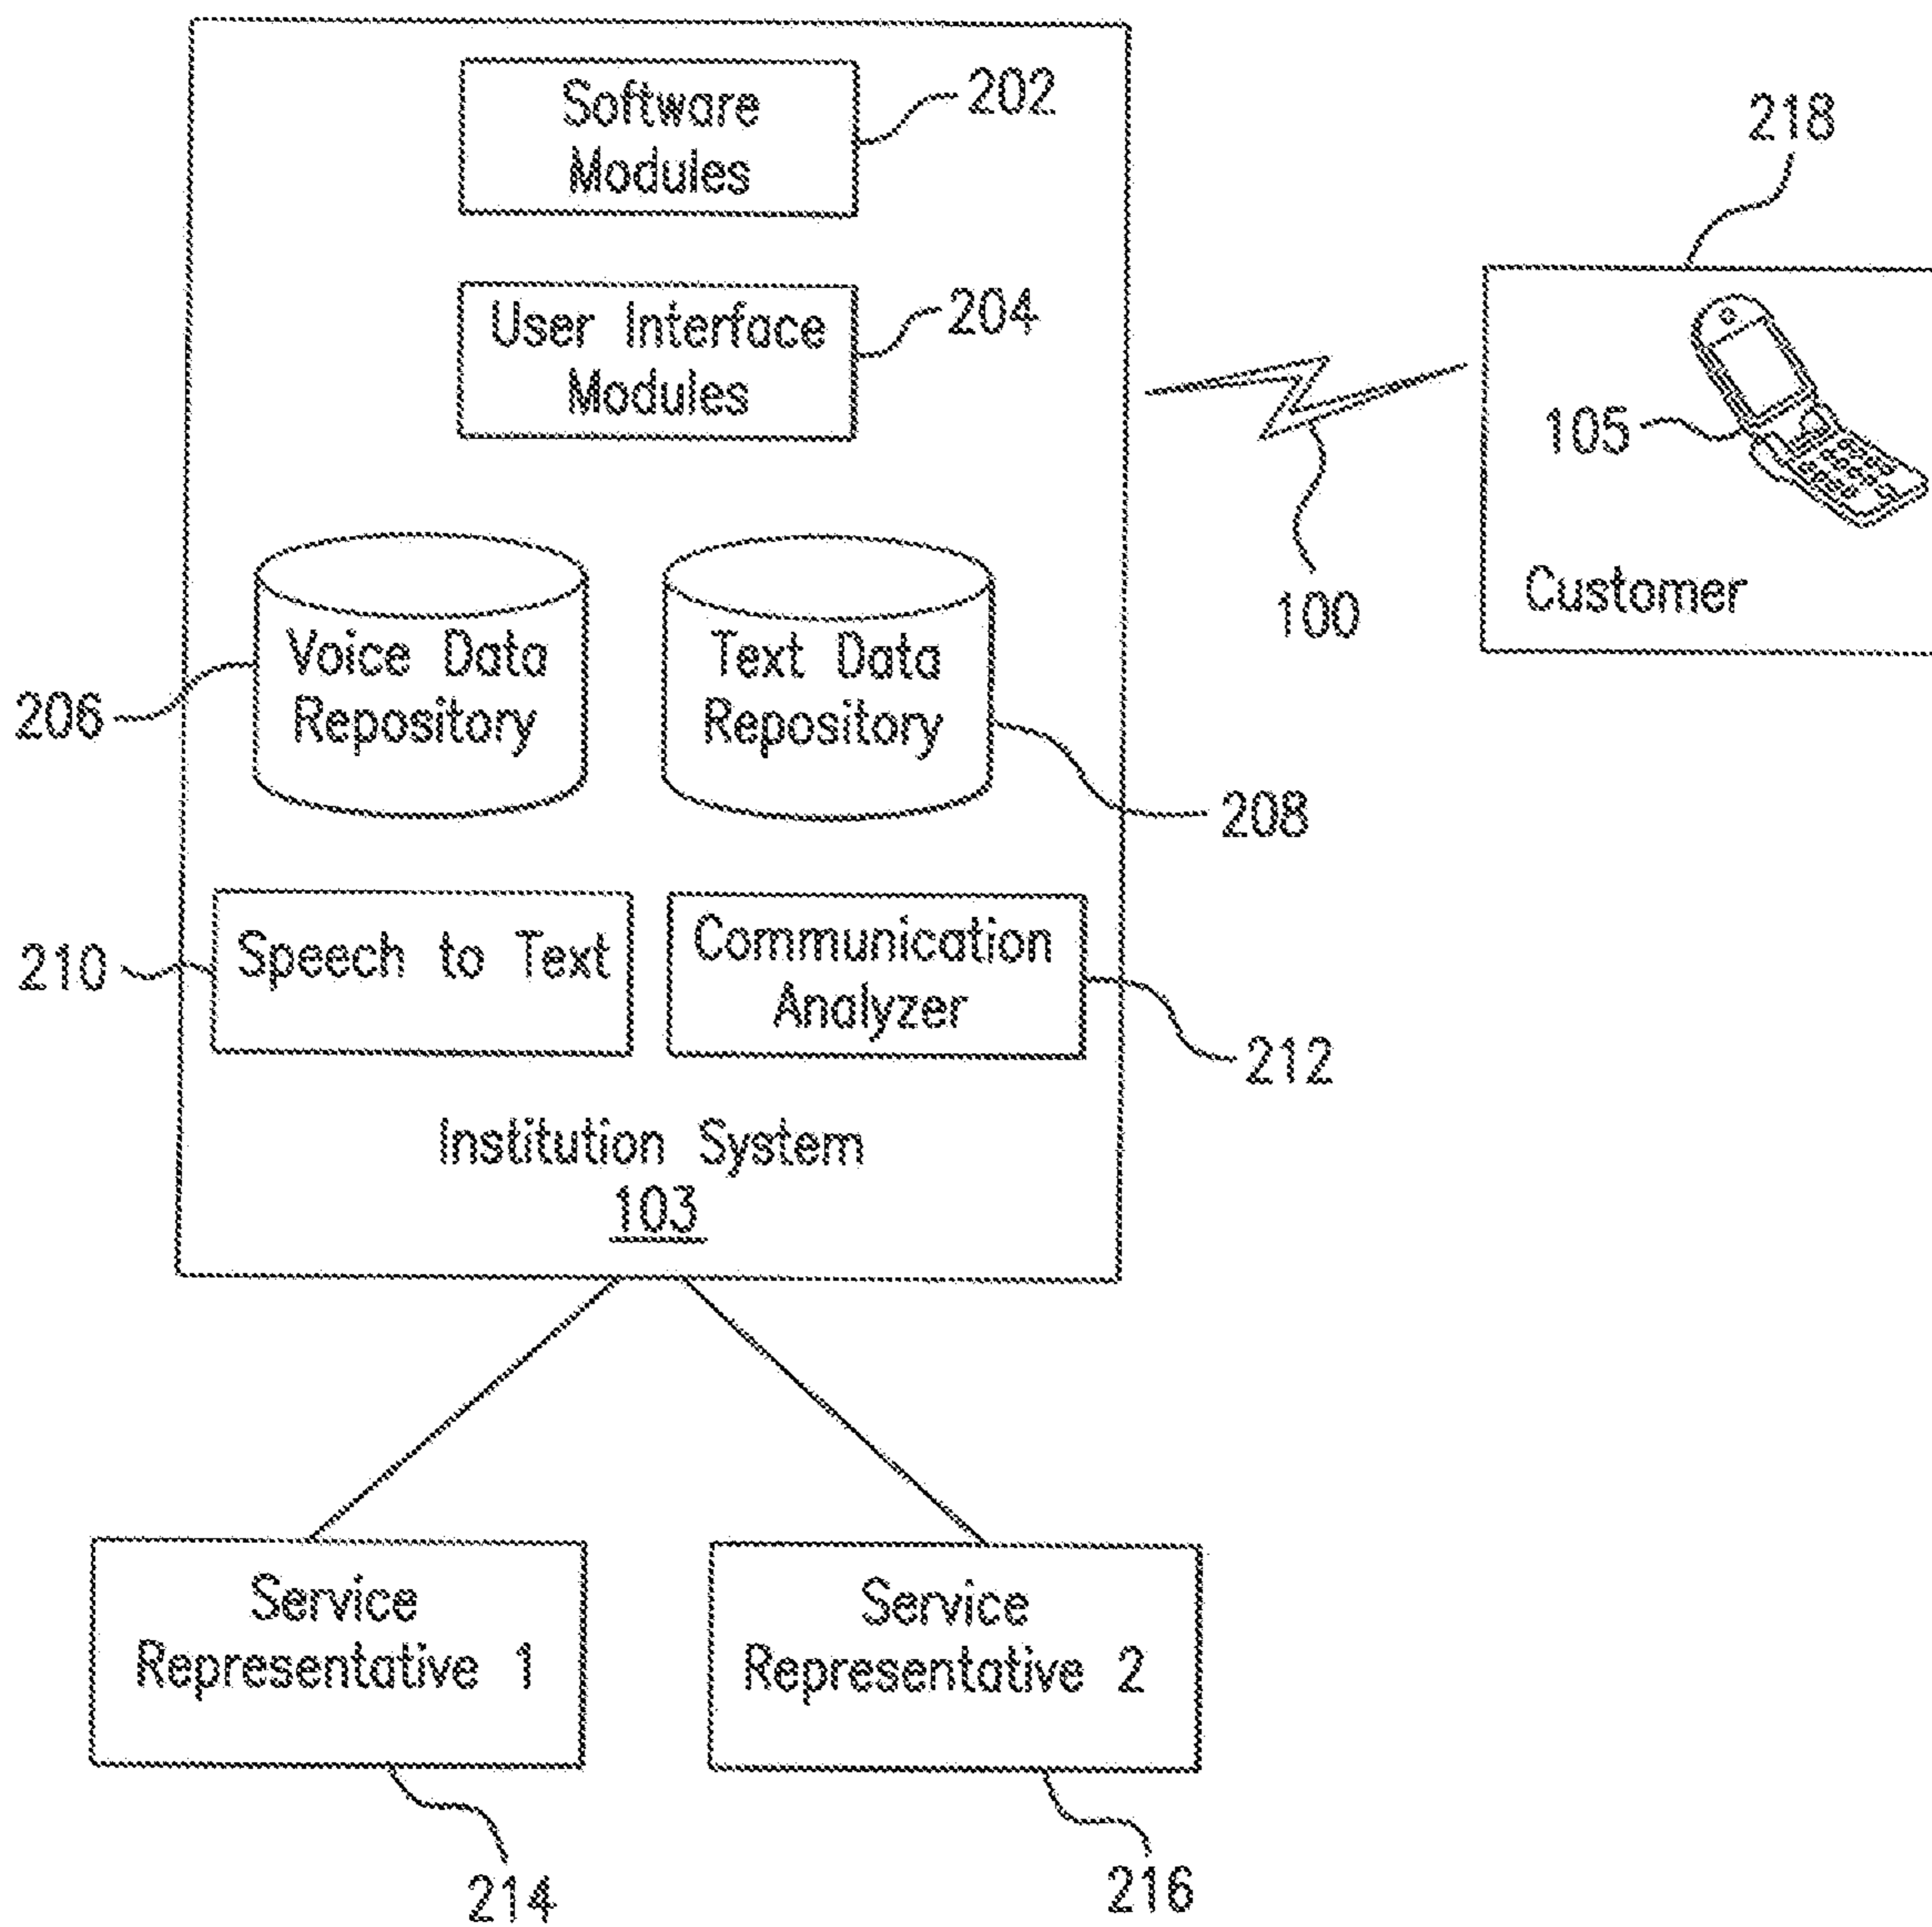 Software
Modules
202
User Interface
Modules
204
218
105
Customer
100
Voice Data
Repository
206
Text Data
Repository
208
Speech to Text
210
Communication
Analyzer
212
Institution System
103
Service
Representative 1
214
Service
Representative 2
216